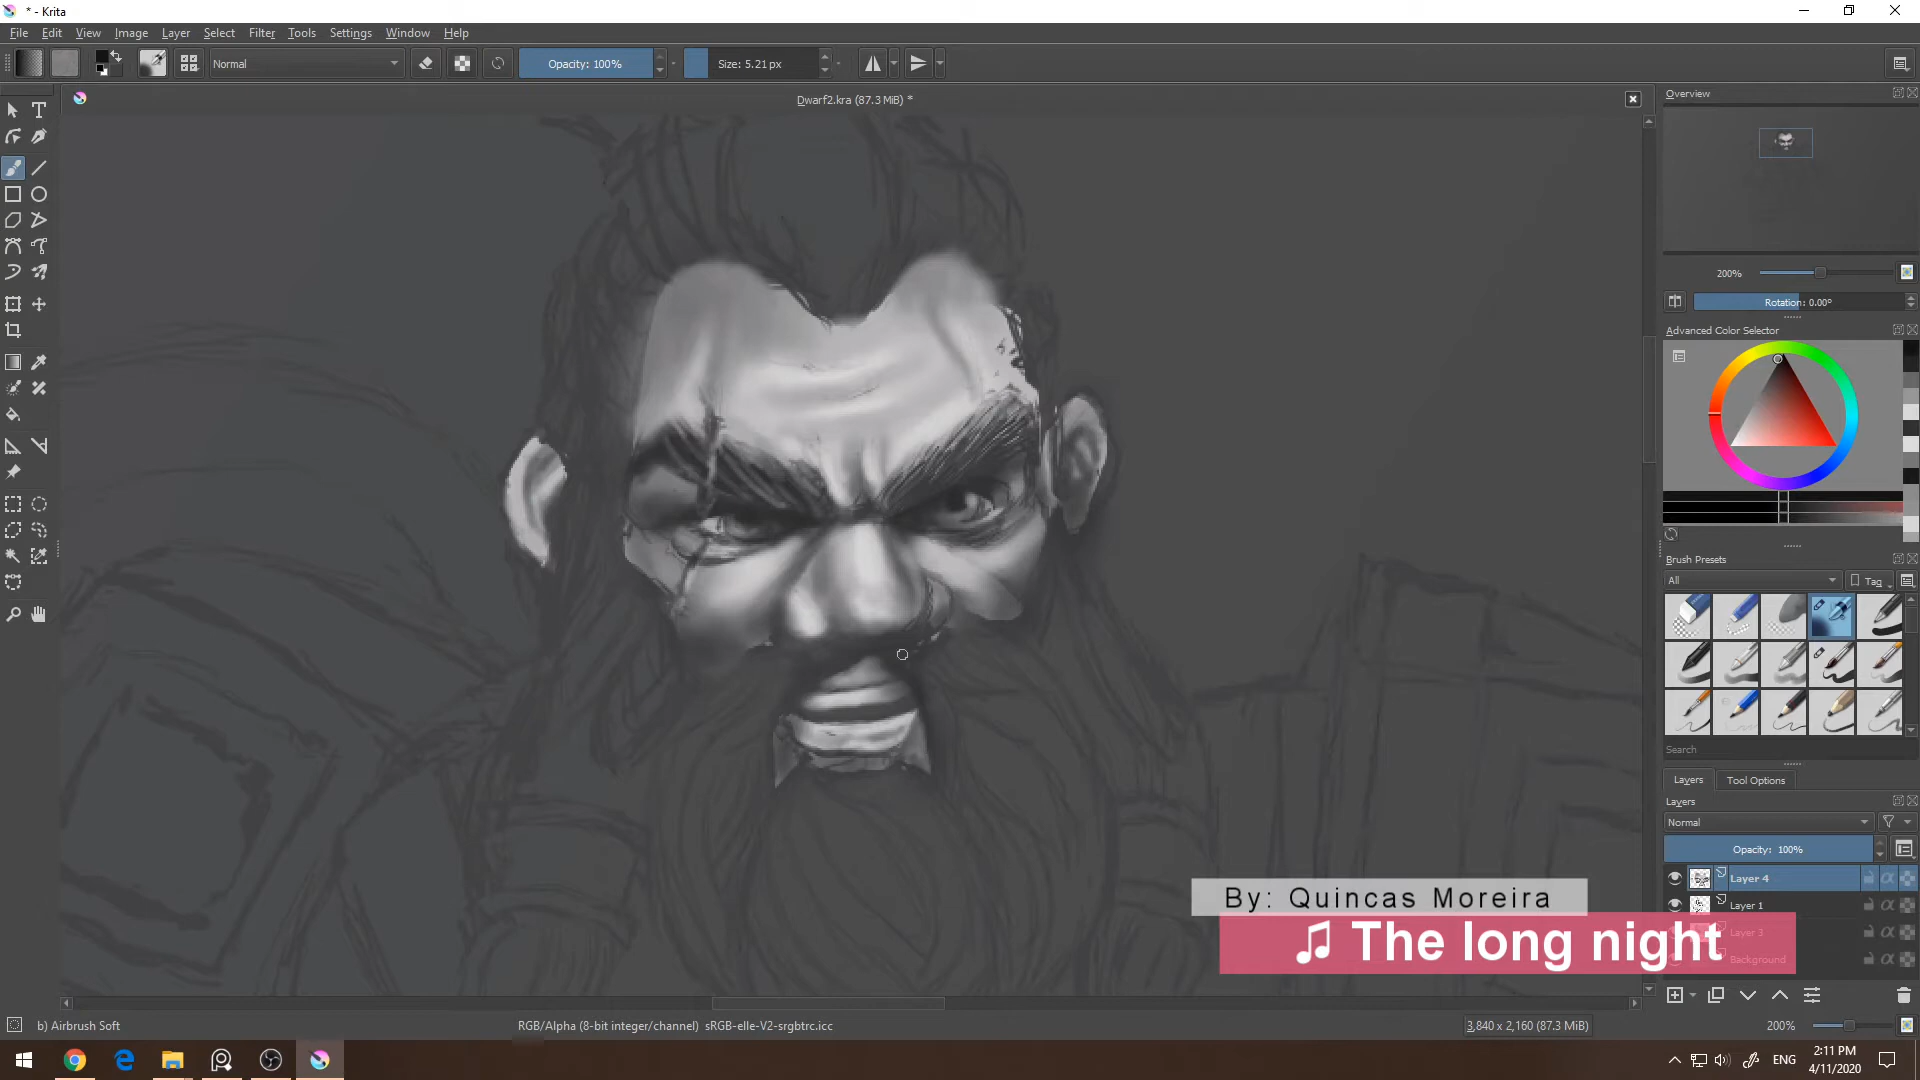 * - Krita
File Edit View Image Layer Select Filter Tools Settings Window Help
Normal Opacity: 100% Size: 5.21 px
Dwarf2.kra (87.3 MiB) *
Overview
200%
Rotation: 0.00°
Advanced Color Selector
Brush Presets
All Tag
Search
Layers Tool Options
Layers
Normal
Opacity: 100%
Layer 4
Layer 1
Layer 3
Background
By: Quincas Moreira
The long night
b) Airbrush Soft RGB/Alpha (8-bit integer/channel) sRGB-elle-V2-srgbtrc.icc 3,840 x 2,160 (87.3 MiB) 200%
ENG 2:11 PM
4/11/2020